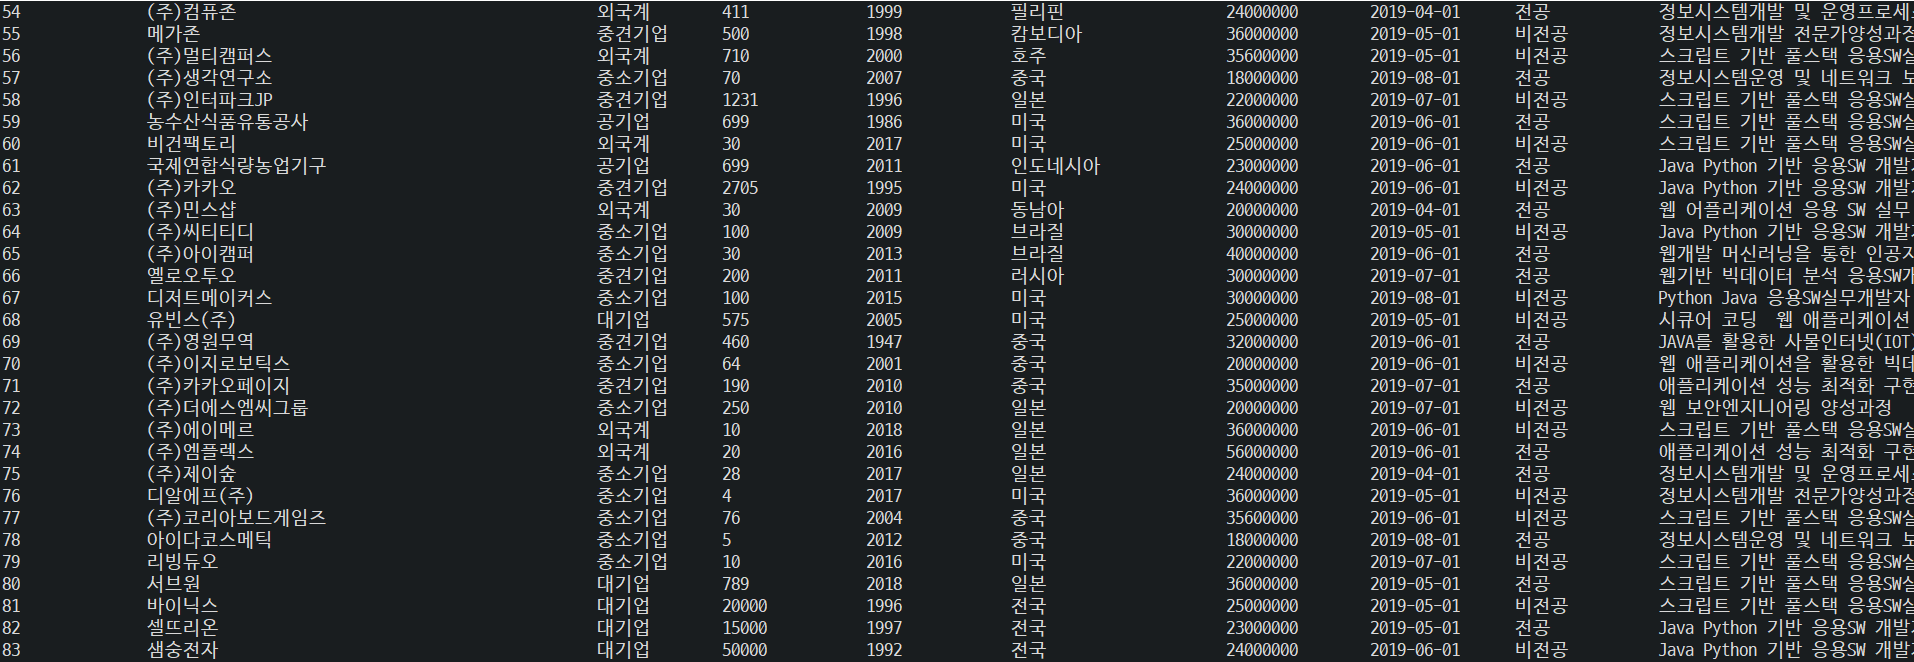 54 (주)컴퓨존 외국계 411 1999 필리핀 24000000 2019-04-01 전공 정보시스템개발 및 운영프로세
55 메가존 중견기업 500 1998 캄보디아 36000000 2019-05-01 비전공 정보시스템개발 전문가양성과정
56 (주)멀티캠퍼스 외국계 710 2000 호주 35600000 2019-05-01 비전공 스크립트 기반 풀스택 응용SW실
57 (주)생각연구소 중소기업 70 2007 중국 18000000 2019-08-01 전공 정보시스템운영 및 네트워크 보
58 (주)인터파크JP 중견기업 1231 1996 일본 22000000 2019-07-01 비전공 스크립트 기반 풀스택 응용SW실
59 농수산식품유통공사 공기업 699 1986 미국 36000000 2019-06-01 전공 스크립트 기반 풀스택 응용SW실
60 비건팩토리 외국계 30 2017 미국 25000000 2019-06-01 비전공 스크립트 기반 풀스택 응용SW실
61 국제연합식량농업기구 공기업 699 2011 인도네시아 23000000 2019-06-01 전공 Java Python 기반 응용SW 개발
62 (주)카카오 중견기업 2705 1995 미국 24000000 2019-06-01 비전공 Java Python 기반 응용SW 개발
63 (주)민스샵 외국계 30 2009 동남아 20000000 2019-04-01 전공 웹 어플리케이션 응용 SW 실무
64 (주)씨티티디 중소기업 100 2009 브라질 30000000 2019-05-01 비전공 Java Python 기반 응용SW 개발
65 (주)아이캠퍼 중소기업 30 2013 브라질 40000000 2019-06-01 전공 웹개발 머신러닝을 통한 인공지
66 옐로오투오 중견기업 200 2011 러시아 30000000 2019-07-01 전공 웹기반 빅데이터 분석 응용SW개
67 디저트메이커스 중소기업 100 2015 미국 30000000 2019-08-01 비전공 Python Java 응용SW실무개발자
68 유빈스(주) 대기업 575 2005 미국 25000000 2019-05-01 비전공 시큐어 코딩 웹 애플리케이션
69 (주)영원무역 중견기업 460 1947 중국 32000000 2019-06-01 전공 JAVA를 활용한 사물인터넷(IOT)
70 (주)이지로보틱스 중소기업 64 2001 중국 20000000 2019-06-01 비전공 웹 애플리케이션을 활용한 빅데
71 (주)카카오페이지 중견기업 190 2010 중국 35000000 2019-07-01 전공 애플리케이션 성능 최적화 구현
72 (주)더에스엠씨그룹 중소기업 250 2010 일본 20000000 2019-07-01 비전공 웹 보안엔지니어링 양성과정
73 (주)에이메르 외국계 10 2018 일본 36000000 2019-06-01 비전공 스크립트 기반 풀스택 응용SW실
74 (주)엠플렉스 외국계 20 2016 일본 56000000 2019-06-01 전공 애플리케이션 성능 최적화 구현
75 (주)제이숲 중소기업 28 2017 일본 24000000 2019-04-01 전공 정보시스템개발 및 운영프로세
76 디알에프(주) 중소기업 4 2017 미국 36000000 2019-05-01 비전공 정보시스템개발 전문가양성과정
77 (주)코리아보드게임즈 중소기업 76 2004 중국 35600000 2019-06-01 비전공 스크립트 기반 풀스택 응용SW실
78 아이다코스메틱 중소기업 5 2012 중국 18000000 2019-08-01 전공 정보시스템운영 및 네트워크 보
79 리빙듀오 중소기업 10 2016 미국 22000000 2019-07-01 비전공 스크립트 기반 풀스택 응용SW실
80 서브원 대기업 789 2018 일본 36000000 2019-05-01 전공 스크립트 기반 풀스택 응용SW실
81 바이닉스 대기업 20000 1996 전국 25000000 2019-05-01 비전공 스크립트 기반 풀스택 응용SW실
82 셀뜨리온 대기업 15000 1997 전국 23000000 2019-05-01 전공 Java Python 기반 응용SW 개발
83 샘숭전자 대기업 50000 1992 전국 24000000 2019-06-01 비전공 Java Python 기반 응용SW 개발